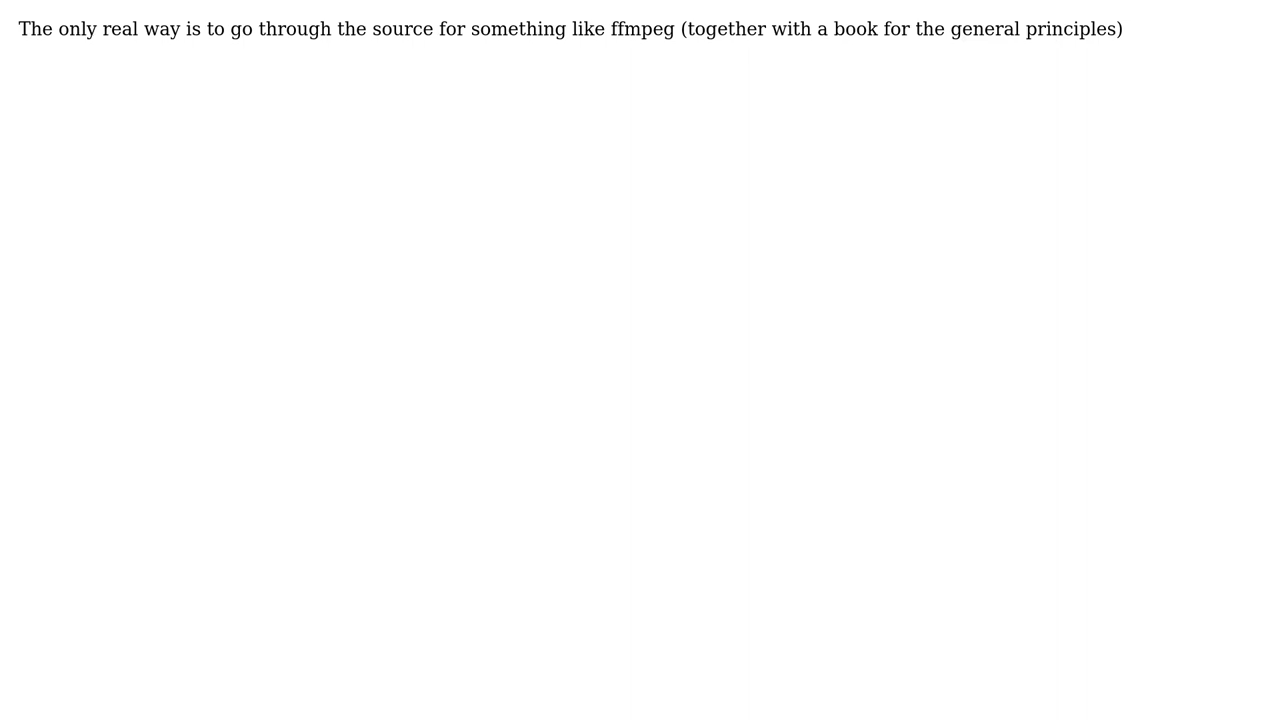 The only real way is to go through the source for something like ffmpeg (together with a book for the general principles)